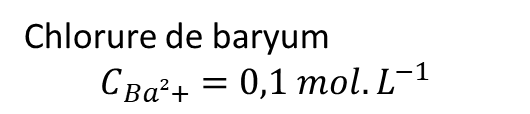 Chlorure de baryum
C_{Ba²+} = 0,1 mol. L⁻¹